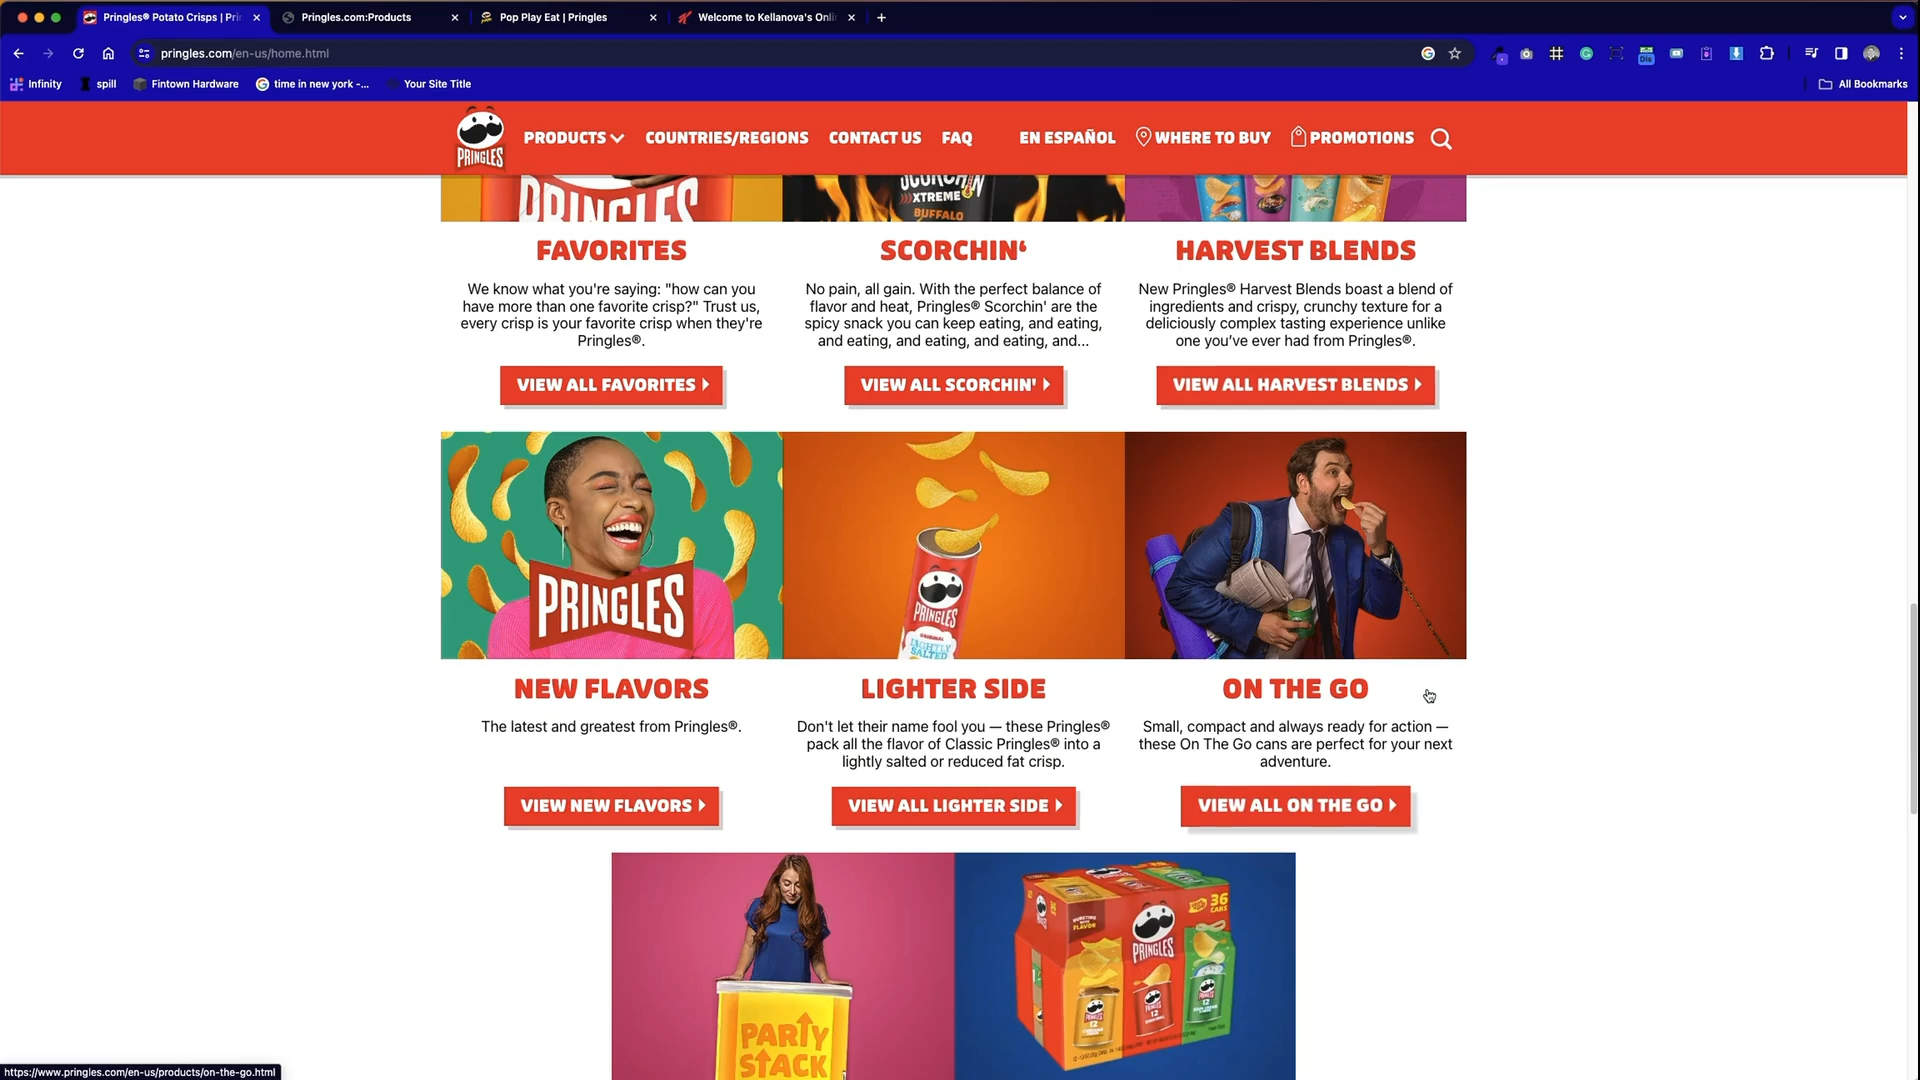 Pringles® Potato Crisps | Prin
Pringles.com:Products
Pop Play Eat | Pringles
Welcome to Kellanova's Onli
pringles.com/en-us/home.html
Infinity
spill
Fintown Hardware
time in new york -...
Your Site Title
All Bookmarks
PRINGLES
PRODUCTS
COUNTRIES/REGIONS
CONTACT US
FAQ
EN ESPAÑOL
WHERE TO BUY
PROMOTIONS
PRINGLES
SCORCHIN
XTREME
BUFFALO
FAVORITES
We know what you're saying: "how can you
have more than one favorite crisp?" Trust us,
every crisp is your favorite crisp when they're
Pringles®.
VIEW ALL FAVORITES
SCORCHIN‘
No pain, all gain. With the perfect balance of
flavor and heat, Pringles® Scorchin' are the
spicy snack you can keep eating, and eating,
and eating, and eating, and eating, and...
VIEW ALL SCORCHIN'
HARVEST BLENDS
New Pringles® Harvest Blends boast a blend of
ingredients and crispy, crunchy texture for a
deliciously complex tasting experience unlike
one you’ve ever had from Pringles®.
VIEW ALL HARVEST BLENDS
PRINGLES
PRINGLES
ORIGINAL
LIGHTLY
SALTED
NEW FLAVORS
The latest and greatest from Pringles®.
VIEW NEW FLAVORS
LIGHTER SIDE
Don't let their name fool you — these Pringles®
pack all the flavor of Classic Pringles® into a
lightly salted or reduced fat crisp.
VIEW ALL LIGHTER SIDE
ON THE GO
Small, compact and always ready for action —
these On The Go cans are perfect for your next
adventure.
VIEW ALL ON THE GO
PARTY
STACK
36
CANS
PRINGLES
12
12
12
https://www.pringles.com/en-us/products/on-the-go.html